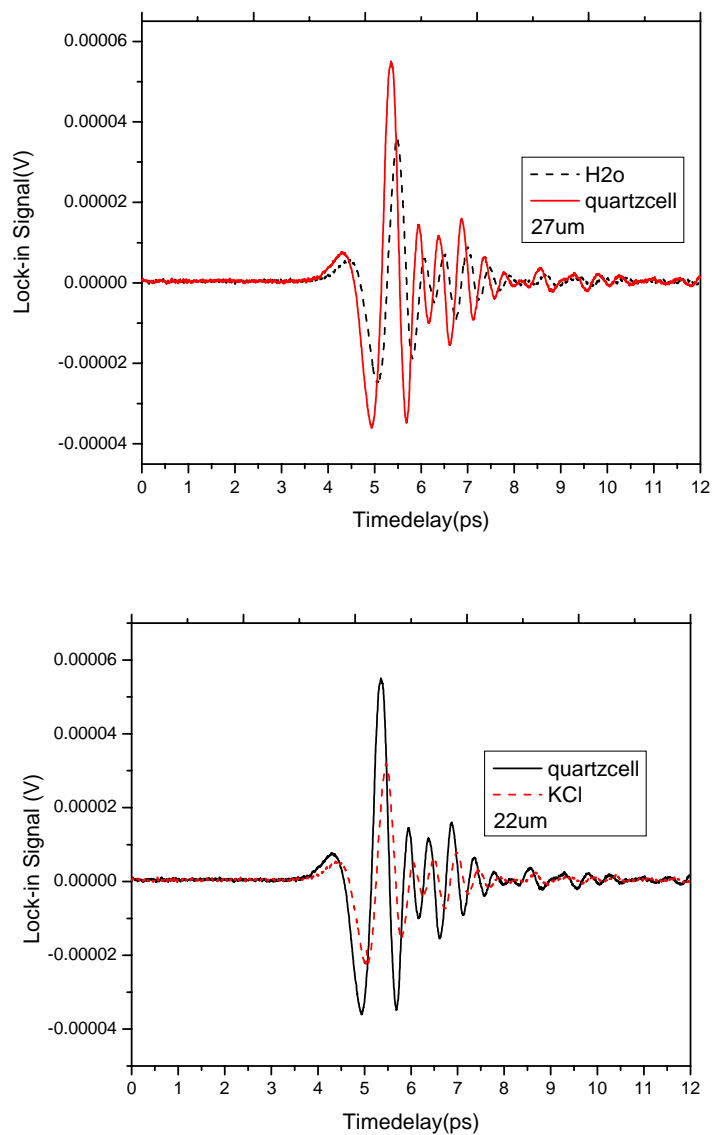 0.00006
0.00004
0.00002
0.00000
-0.00002
-0.00004
Lock-in Signal(V)
H2o
quartzcell
27um
0 1 2 3 4 5 6 7 8 9 10 11 12
Timedelay(ps)
0.00006
0.00004
0.00002
0.00000
-0.00002
-0.00004
Lock-in Signal (V)
quartzcell
KCl
22um
0 1 2 3 4 5 6 7 8 9 10 11 12
Timedelay(ps)